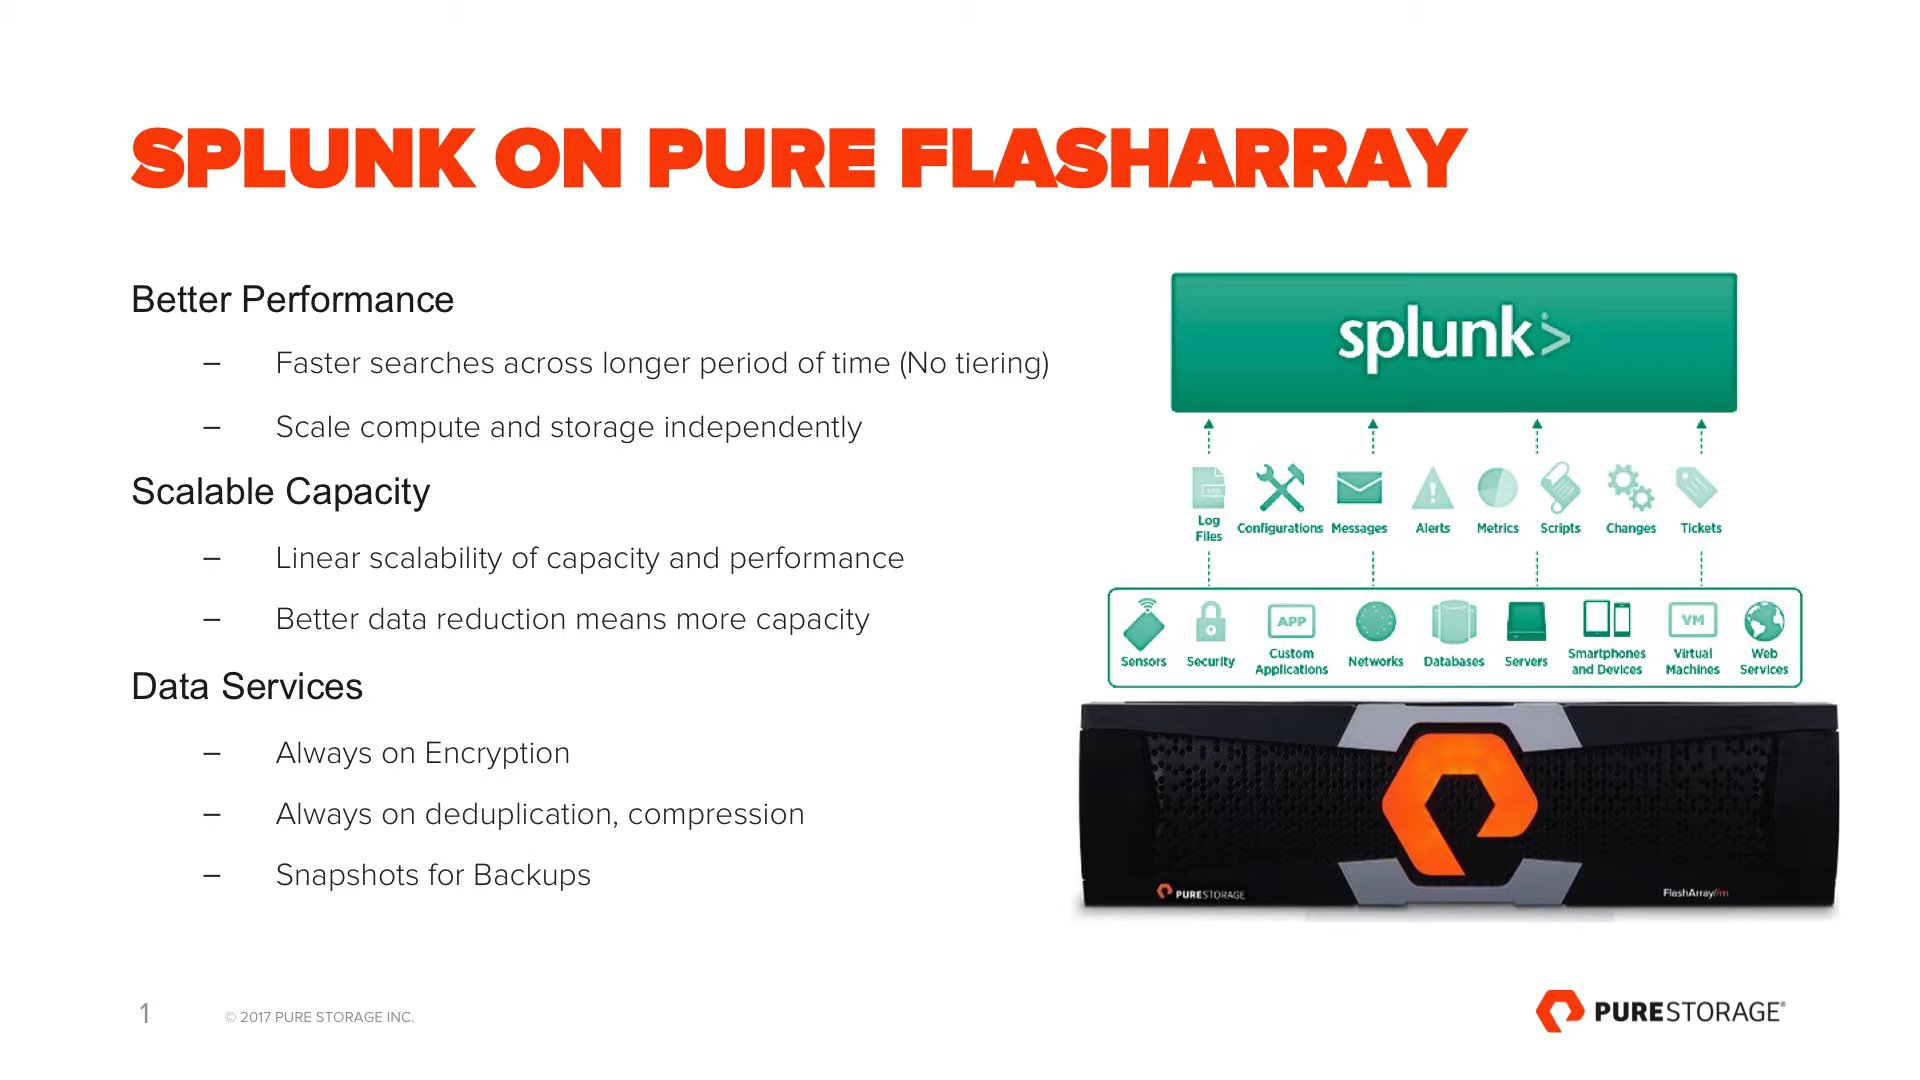 SPLUNK ON PURE FLASHARRAY
Better Performance
– Faster searches across longer period of time (No tiering)
– Scale compute and storage independently
Scalable Capacity
– Linear scalability of capacity and performance
– Better data reduction means more capacity
Data Services
– Always on Encryption
– Always on deduplication, compression
– Snapshots for Backups
splunk>®
LOG
Log
Files
Configurations
Messages
Alerts
Metrics
Scripts
Changes
Tickets
Sensors
Security
APP
Custom
Applications
Networks
Databases
Servers
Smartphones
and Devices
VM
Virtual
Machines
Web
Services
PURESTORAGE
FlashArray//m
1
© 2017 PURE STORAGE INC.
PURESTORAGE®